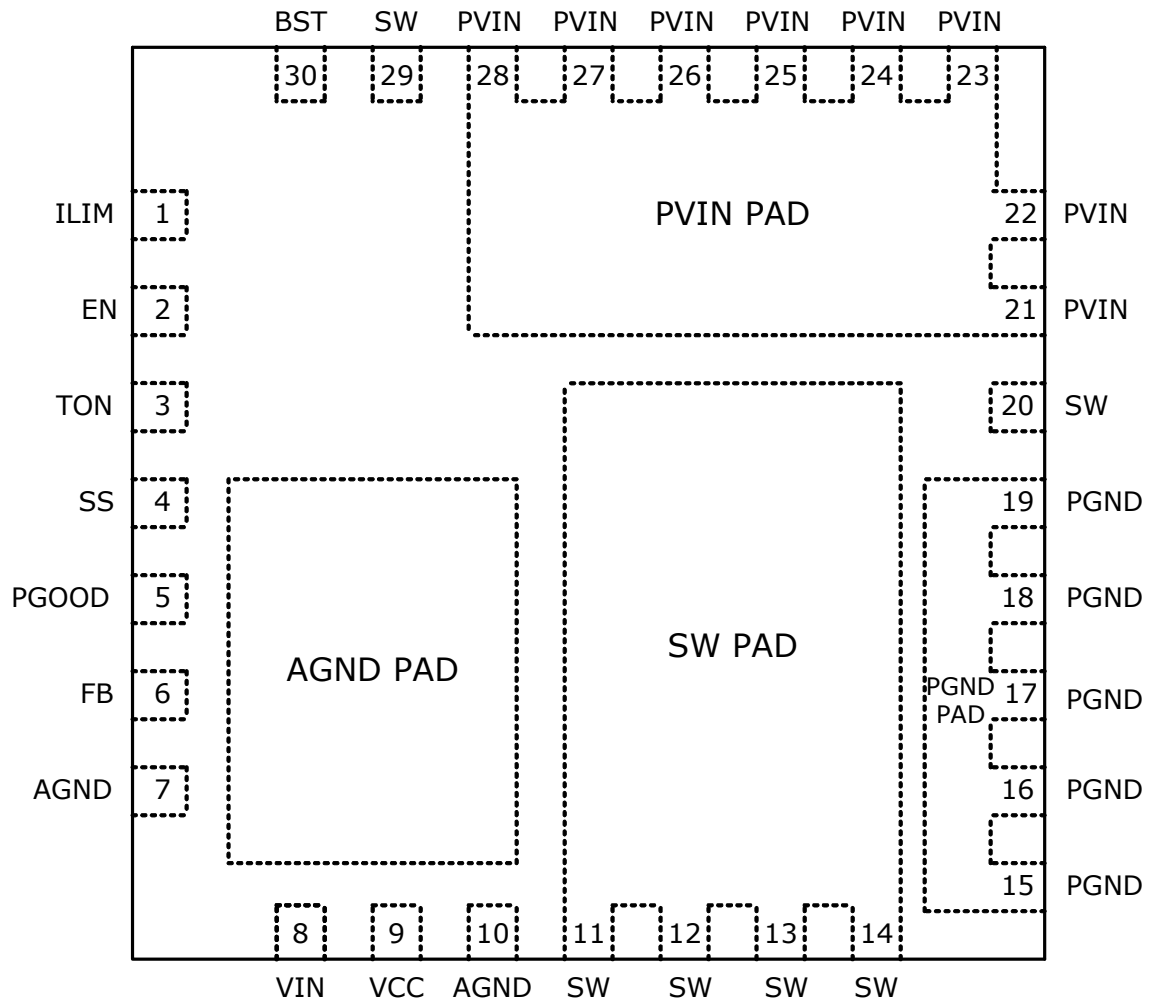 BST SW PVIN PVIN PVIN PVIN PVIN PVIN
30 29 28 27 26 25 24 23
ILIM 1 PVIN PAD 22 PVIN
EN 2 21 PVIN
TON 3 20 SW
SS 4 19 PGND
PGOOD 5 18 PGND
AGND PAD SW PAD
FB 6 PGND 17 PGND
PAD
AGND 7 16 PGND
15 PGND
8 9 10 11 12 13 14
VIN VCC AGND SW SW SW SW